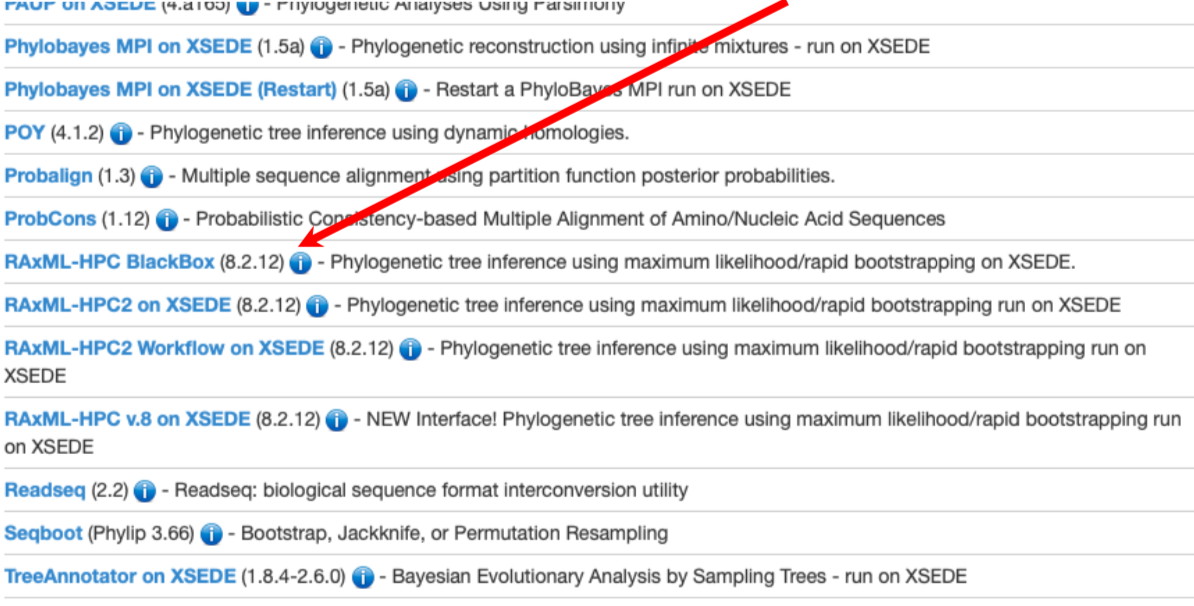 PAUP on XSEDE (4.a165) i - Phylogenetic Analyses Using Parsimony
Phylobayes MPI on XSEDE (1.5a) i - Phylogenetic reconstruction using infinite mixtures - run on XSEDE
Phylobayes MPI on XSEDE (Restart) (1.5a) i - Restart a PhyloBayes MPI run on XSEDE
POY (4.1.2) i - Phylogenetic tree inference using dynamic homologies.
Probalign (1.3) i - Multiple sequence alignment using partition function posterior probabilities.
ProbCons (1.12) i - Probabilistic Consistency-based Multiple Alignment of Amino/Nucleic Acid Sequences
RAxML-HPC BlackBox (8.2.12) i - Phylogenetic tree inference using maximum likelihood/rapid bootstrapping on XSEDE.
RAxML-HPC2 on XSEDE (8.2.12) i - Phylogenetic tree inference using maximum likelihood/rapid bootstrapping run on XSEDE
RAxML-HPC2 Workflow on XSEDE (8.2.12) i - Phylogenetic tree inference using maximum likelihood/rapid bootstrapping run on
XSEDE
RAxML-HPC v.8 on XSEDE (8.2.12) i - NEW Interface! Phylogenetic tree inference using maximum likelihood/rapid bootstrapping run
on XSEDE
Readseq (2.2) i - Readseq: biological sequence format interconversion utility
Seqboot (Phylip 3.66) i - Bootstrap, Jackknife, or Permutation Resampling
TreeAnnotator on XSEDE (1.8.4-2.6.0) i - Bayesian Evolutionary Analysis by Sampling Trees - run on XSEDE